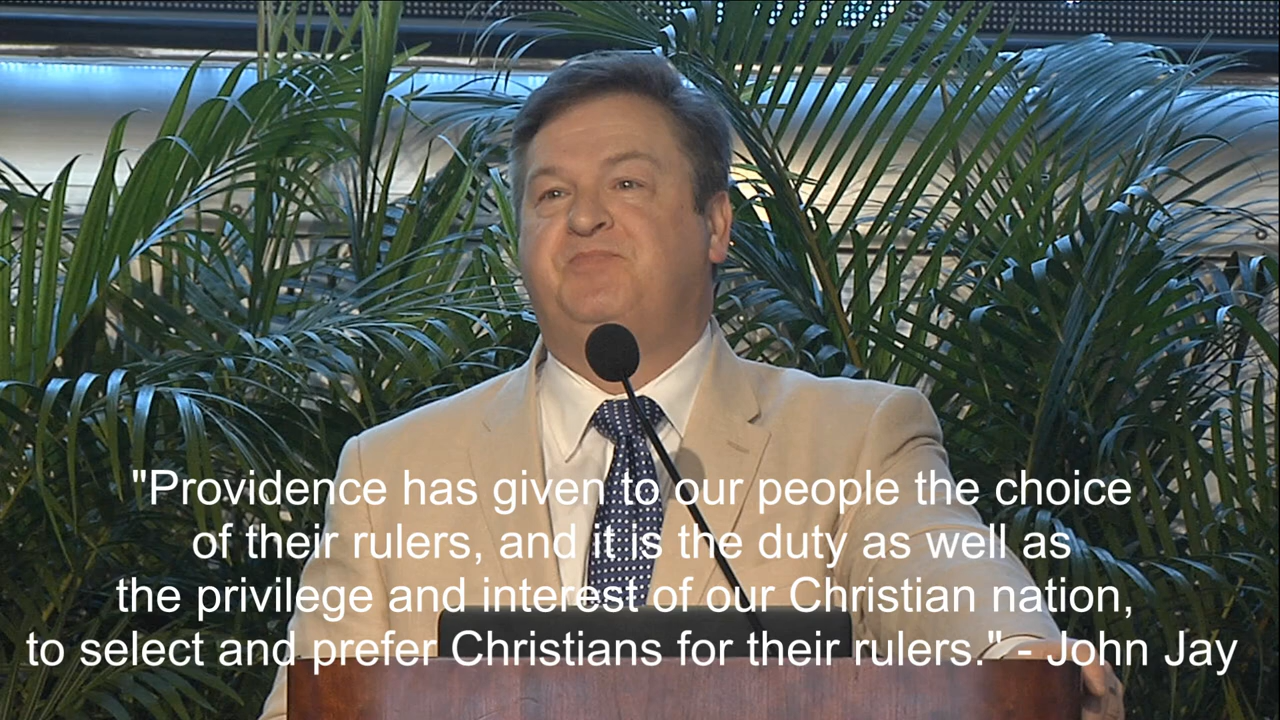 "Providence has given to our people the choice
of their rulers, and it is the duty as well as
the privilege and interest of our Christian nation,
to select and prefer Christians for their rulers." - John Jay